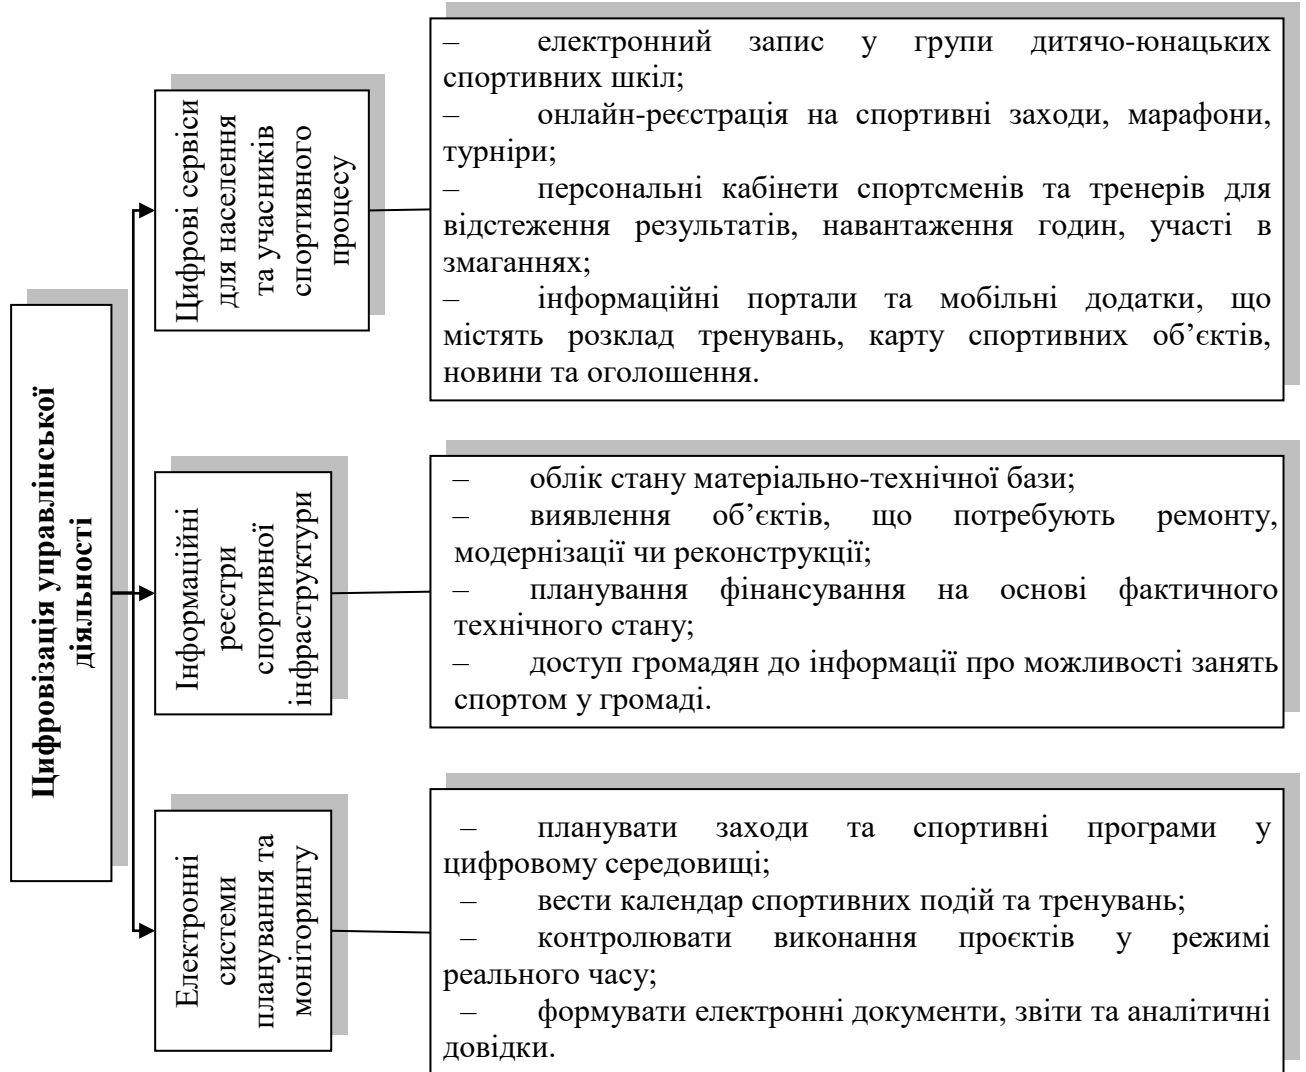 Цифровізація управлінської
діяльності
Цифрові сервіси
для населення
та учасників
спортивного
процесу
–  електронний запис у групи дитячо-юнацьких
спортивних шкіл;
–  онлайн-реєстрація на спортивні заходи, марафони,
турніри;
–  персональні кабінети спортсменів та тренерів для
відстеження результатів, навантаження годин, участі в
змаганнях;
–  інформаційні портали та мобільні додатки, що
містять розклад тренувань, карту спортивних об’єктів,
новини та оголошення.
Інформаційні
реєстри
спортивної
інфраструктури
–  облік стану матеріально-технічної бази;
–  виявлення об’єктів, що потребують ремонту,
модернізації чи реконструкції;
–  планування фінансування на основі фактичного
технічного стану;
–  доступ громадян до інформації про можливості занять
спортом у громаді.
Електронні
системи
планування та
моніторингу
–  планувати заходи та спортивні програми у
цифровому середовищі;
–  вести календар спортивних подій та тренувань;
–  контролювати виконання проєктів у режимі
реального часу;
–  формувати електронні документи, звіти та аналітичні
довідки.